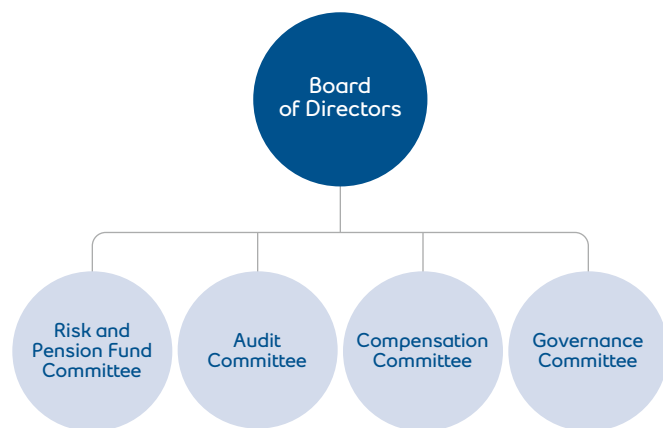 Board
of Directors
Risk and
Pension Fund
Committee
Audit
Committee
Compensation
Committee
Governance
Committee